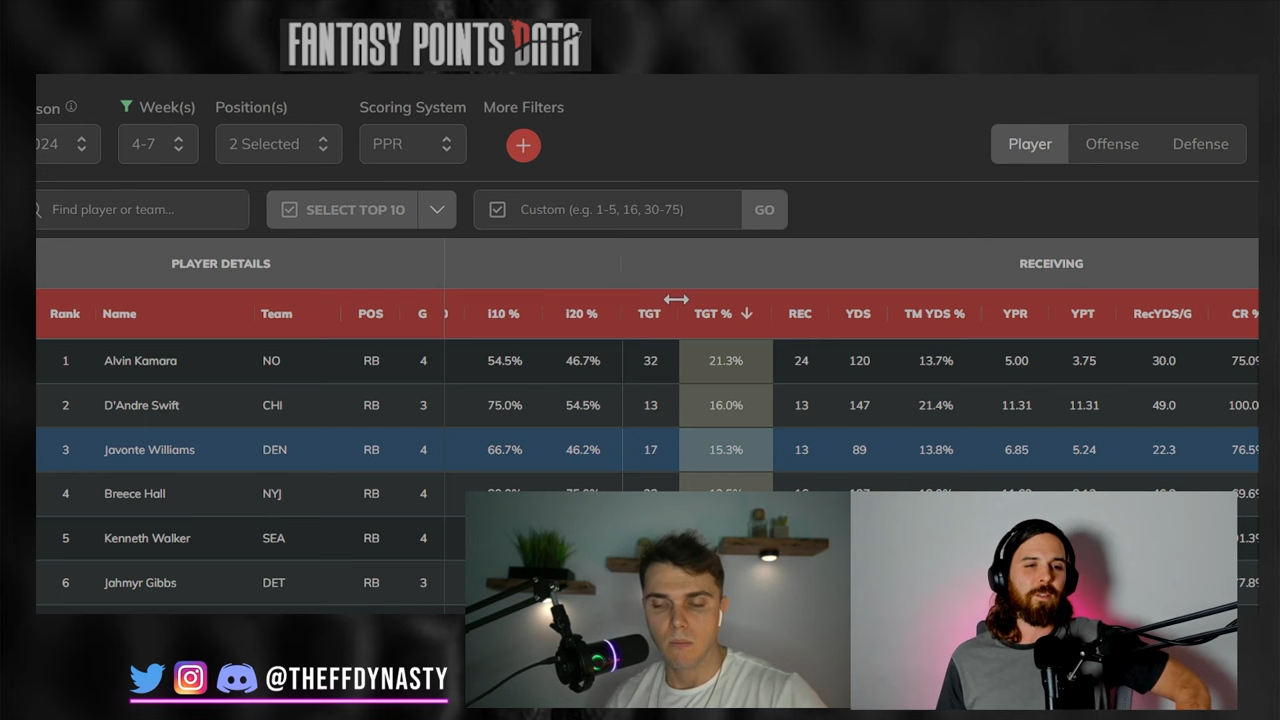 FANTASY POINTS DATA
son Week(s) Position(s) Scoring System More Filters
024 4-7 2 Selected PPR Player Offense Defense
Find player or team... SELECT TOP 10 Custom (e.g. 1-5, 16, 30-75) GO
PLAYER DETAILS RECEIVING
Rank Name Team POS G i10 % i20 % TGT TGT % REC YDS TM YDS % YPR YPT RecYDS/G CR %
1 Alvin Kamara NO RB 4 54.5% 46.7% 32 21.3% 24 120 13.7% 5.00 3.75 30.0 75.0%
2 D'Andre Swift CHI RB 3 75.0% 54.5% 13 16.0% 13 147 21.4% 11.31 11.31 49.0 100.0
3 Javonte Williams DEN RB 4 66.7% 46.2% 17 15.3% 13 89 13.8% 6.85 5.24 22.3 76.5%
4 Breece Hall NYJ RB 4 69.6%
5 Kenneth Walker SEA RB 4 1.3%
6 Jahmyr Gibbs DET RB 3 77.8%
@THEFFDYNASTY